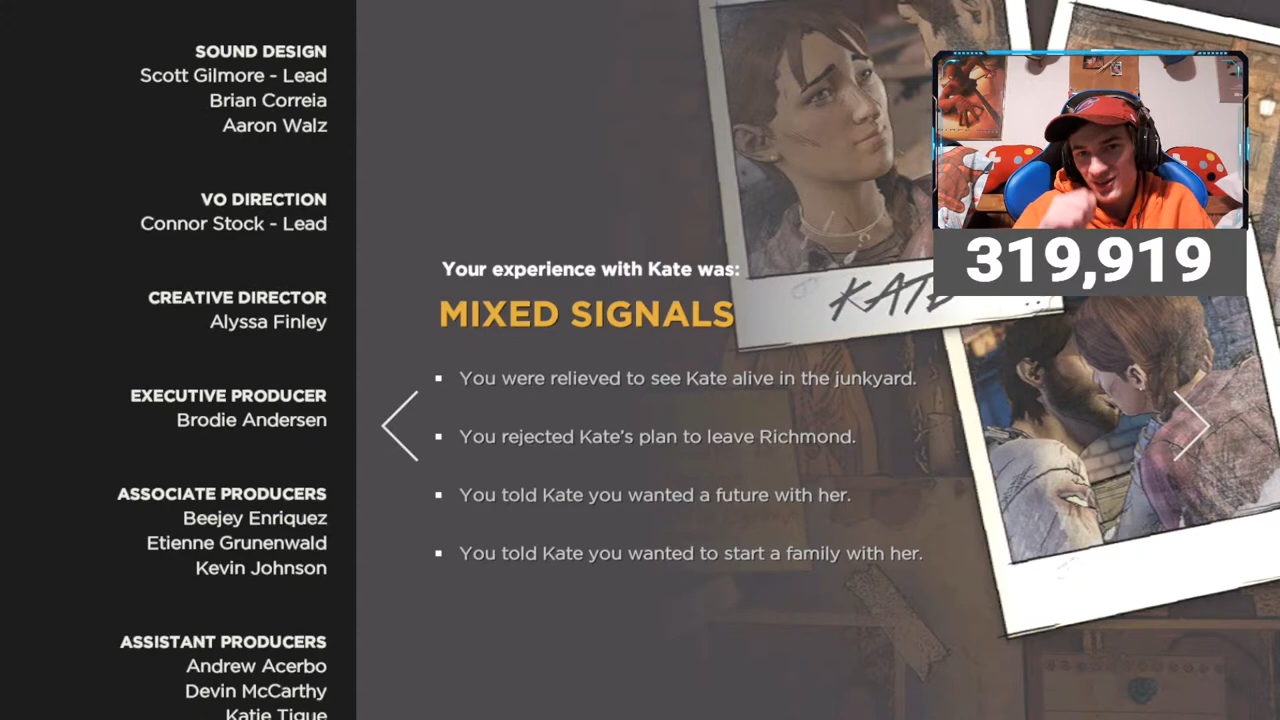 SOUND DESIGN
Scott Gilmore - Lead
Brian Correia
Aaron Walz
VO DIRECTION
Connor Stock - Lead
CREATIVE DIRECTOR
Alyssa Finley
EXECUTIVE PRODUCER
Brodie Andersen
ASSOCIATE PRODUCERS
Beejey Enriquez
Etienne Grunenwald
Kevin Johnson
ASSISTANT PRODUCERS
Andrew Acerbo
Devin McCarthy
Katie Tigue
Your experience with Kate was:
MIXED SIGNALS
▪ You were relieved to see Kate alive in the junkyard.
▪ You rejected Kate's plan to leave Richmond.
▪ You told Kate you wanted a future with her.
▪ You told Kate you wanted to start a family with her.
KATE
319,919